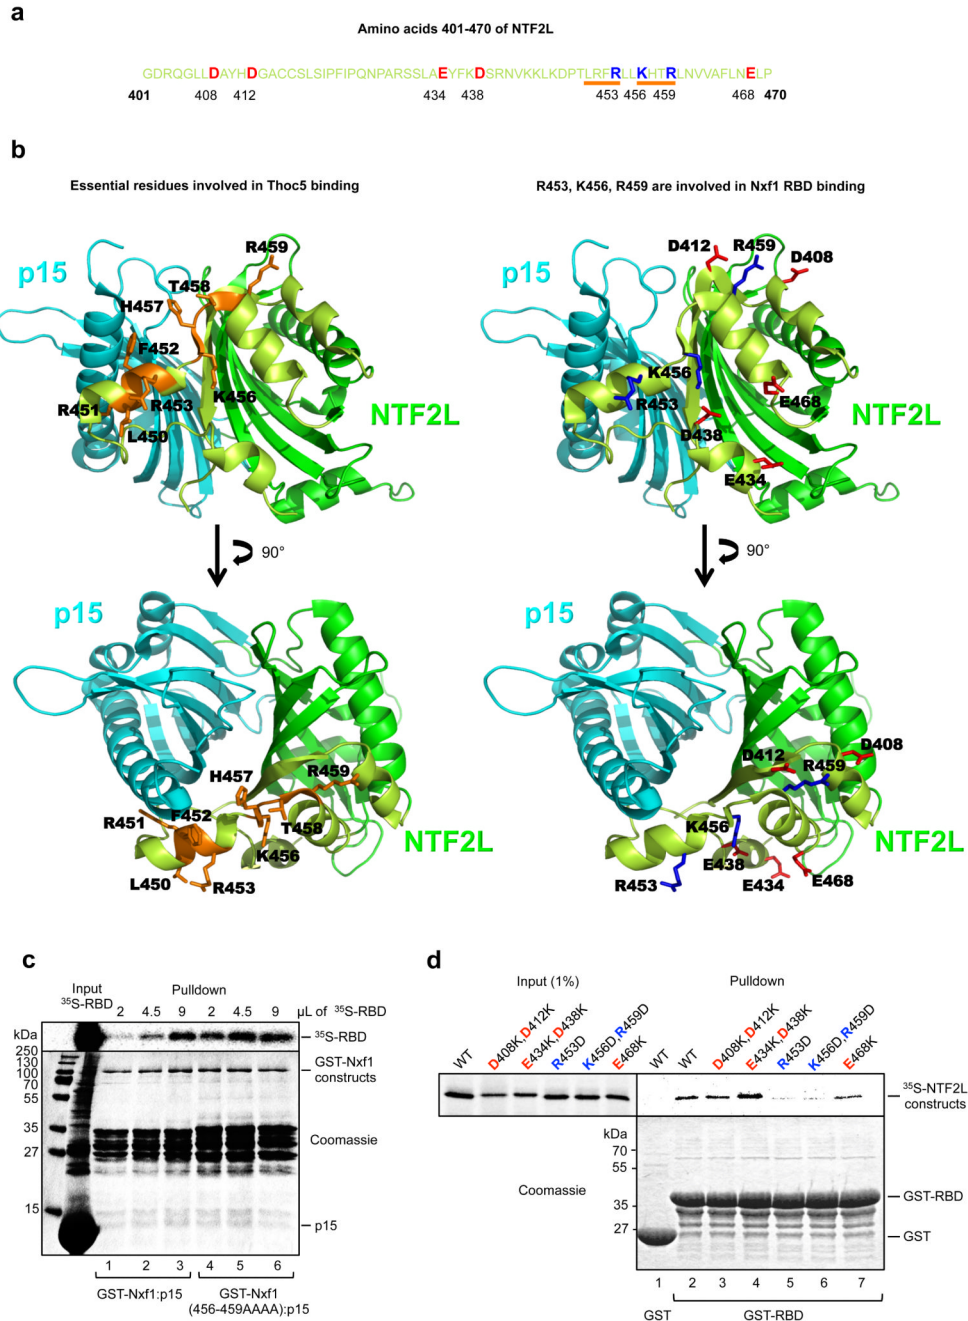 a
Amino acids 401-470 of NTF2L
GDRQGLLDAYHDGACCSLSIPFIPQNPARSSLAEYFKDSRNVKKLKDPTLRFRLLKHTRLNVVAFLNELP
401 408 412 434 438 453 456 459 468 470
b
Essential residues involved in Thoc5 binding
R453, K456, R459 are involved in Nxf1 RBD binding
p15
R459
T458
H457
F452
K456
R451
R453
L450
NTF2L
p15
D412
R459
D408
K456
R453
E468
D438
E434
NTF2L
90°
90°
p15
H457
R459
R451
F452
T458
K456
L450
R453
NTF2L
p15
D412
D408
R459
K456
E438
R453
E434
E468
NTF2L
c
Input
³⁵S-RBD
Pulldown
2 4.5 9 2 4.5 9 µL of ³⁵S-RBD
kDa
³⁵S-RBD
250
130
100
70
55
35
27
15
GST-Nxf1
constructs
Coomassie
p15
1 2 3 4 5 6
GST-Nxf1:p15
GST-Nxf1
(456-459AAAA):p15
d
Input (1%)
Pulldown
WT
D408K,D412K
E434K,D438K
R453D
K456D,R459D
E468K
WT
WT
D408K,D412K
E434K,D438K
R453D
K456D,R459D
E468K
³⁵S-NTF2L
constructs
kDa
70
55
35
27
Coomassie
GST-RBD
GST
1 2 3 4 5 6 7
GST
GST-RBD